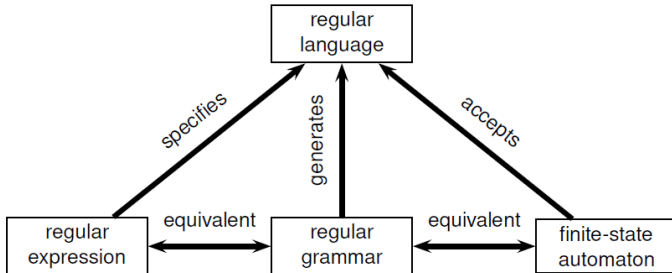 regular
language
specifies
generates
accepts
regular
expression
equivalent
regular
grammar
equivalent
finite-state
automaton